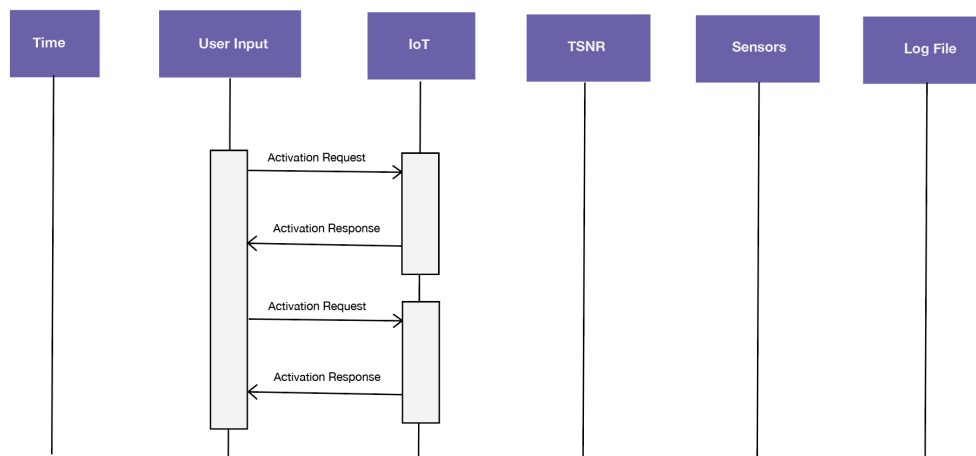 Time
User Input
IoT
TSNR
Sensors
Log File
Activation Request
Activation Response
Activation Request
Activation Response